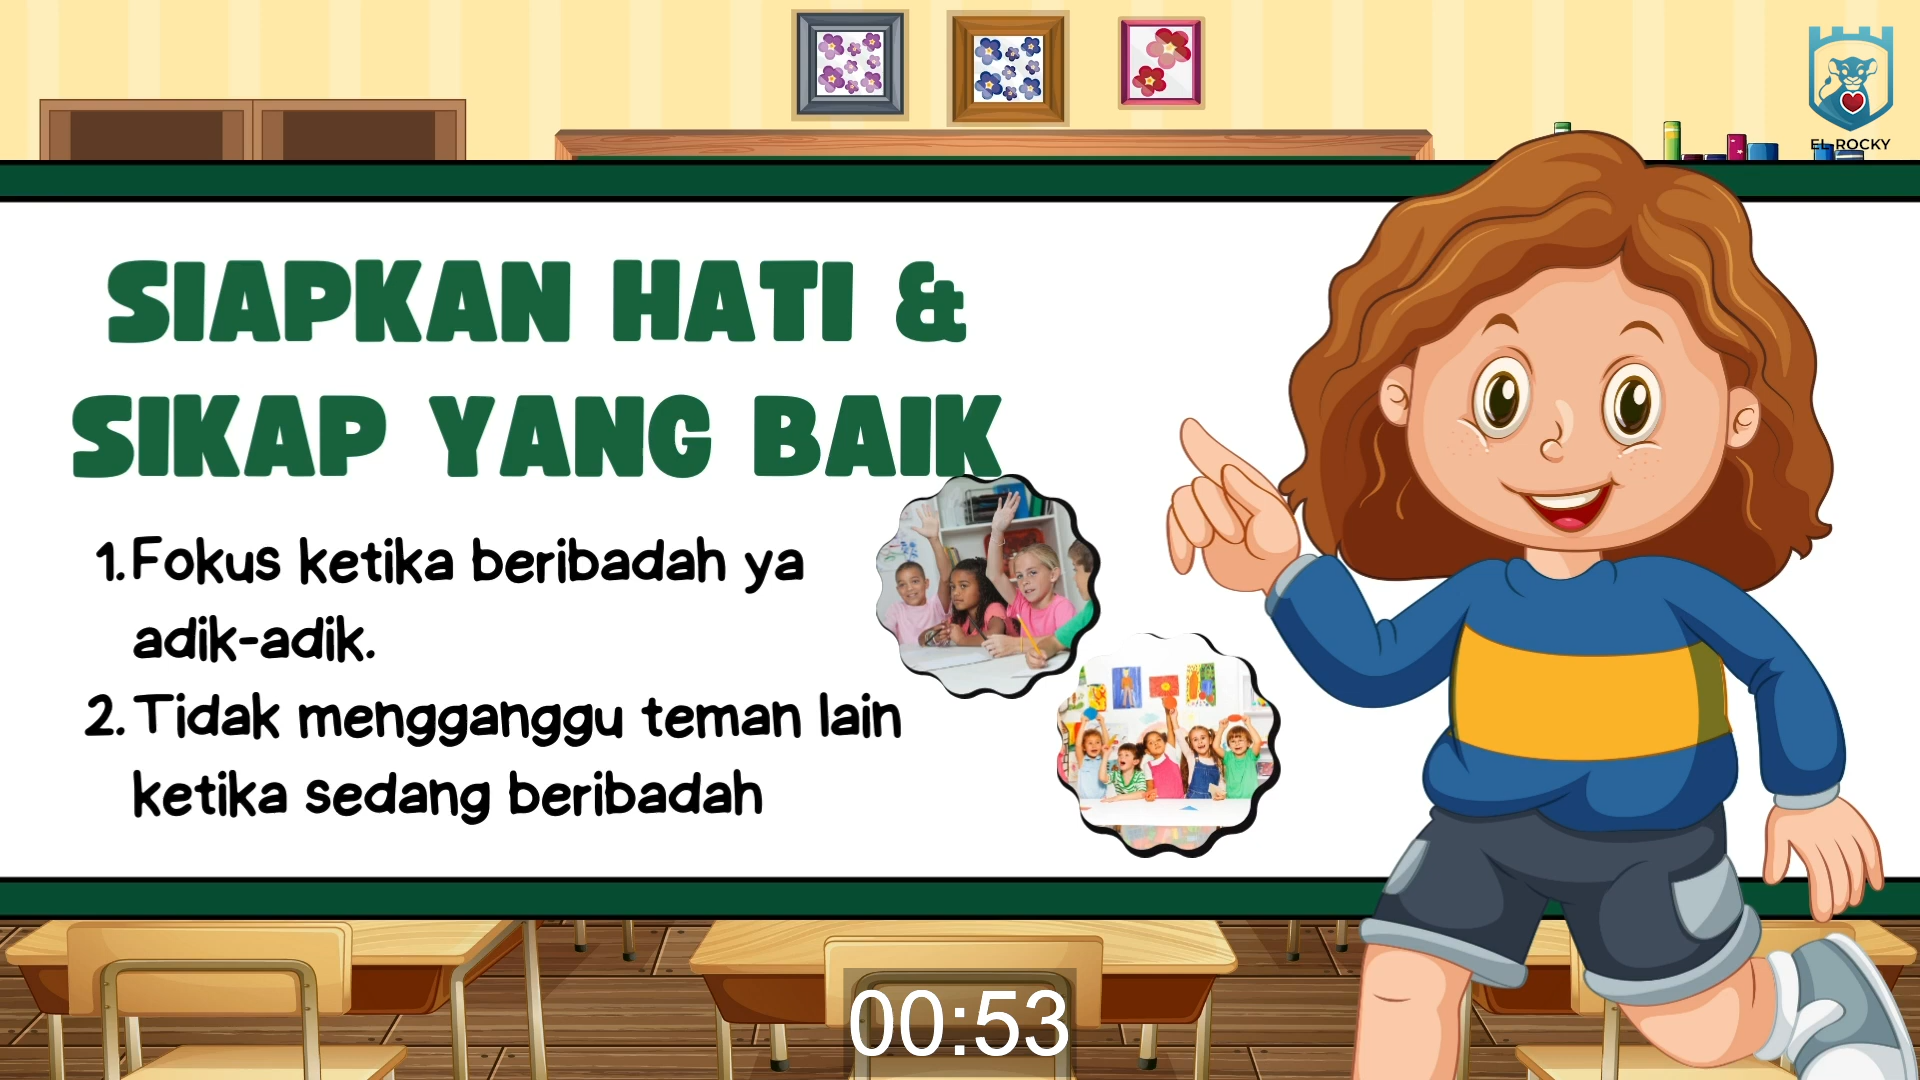 EL-ROCKY
SIAPKAN HATI &
SIKAP YANG BAIK
1. Fokus ketika beribadah ya
adik-adik.
2. Tidak mengganggu teman lain
ketika sedang beribadah
00:53